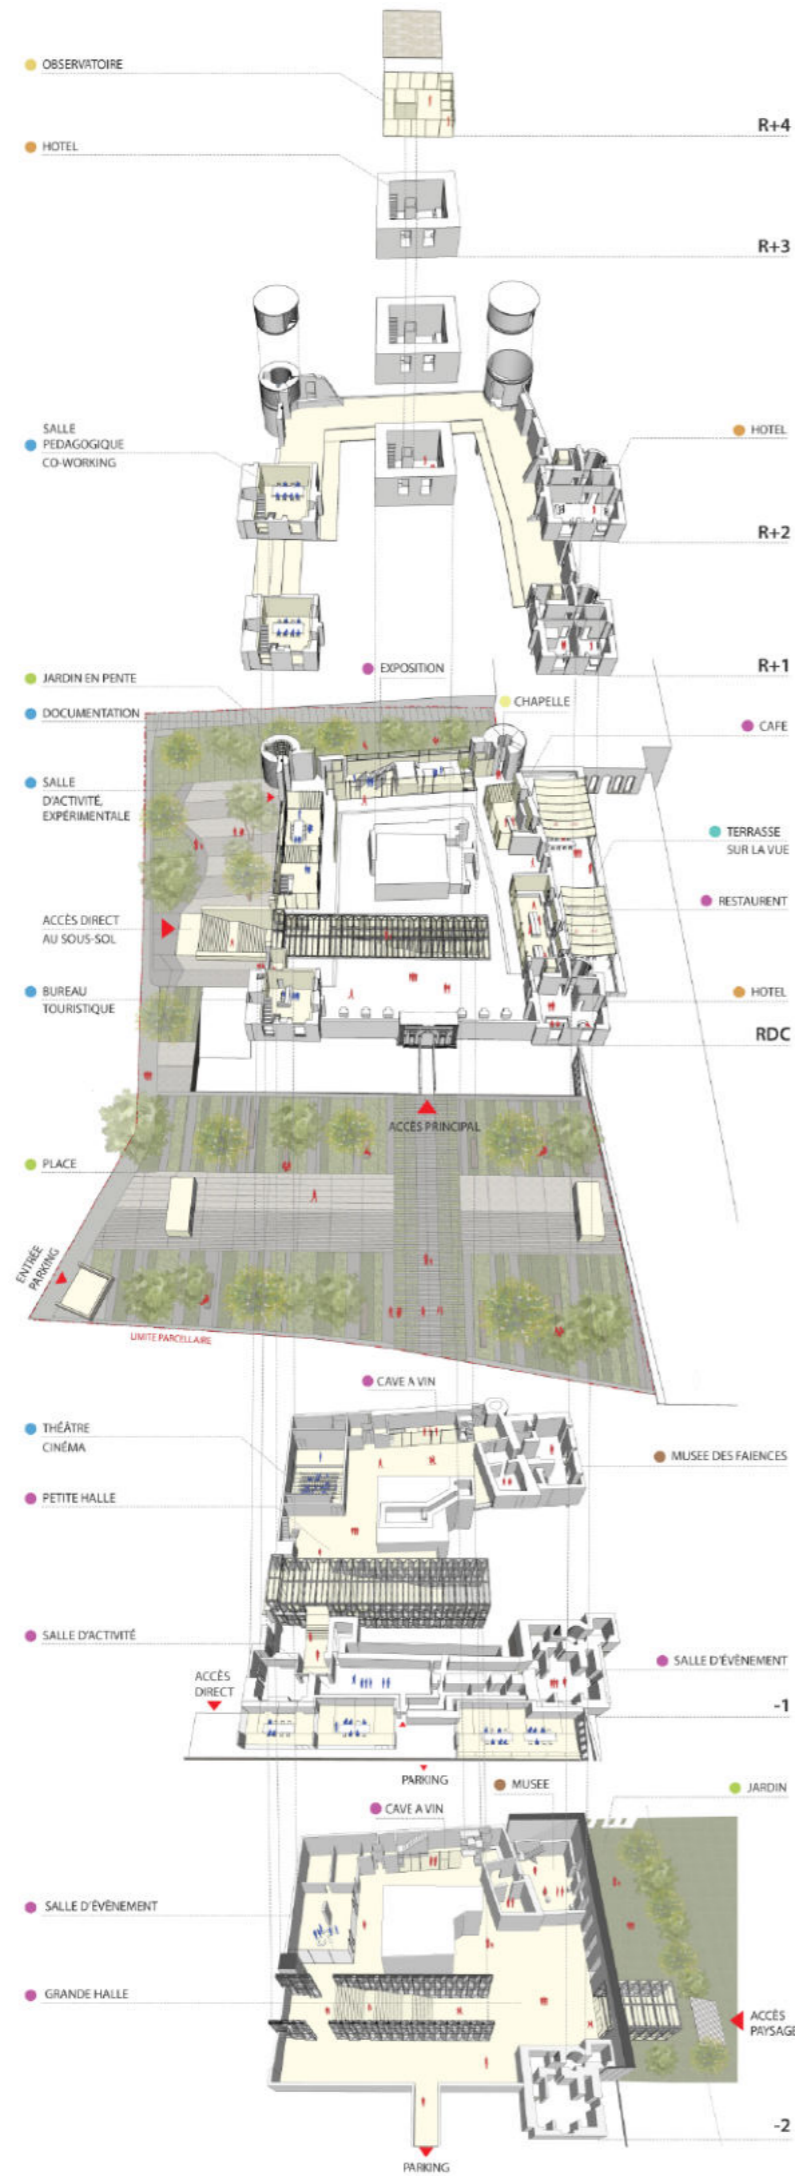 OBSERVATOIRE
R+4
HOTEL
R+3
SALLE
PEDAGOGIQUE
CO-WORKING
HOTEL
R+2
R+1
JARDIN EN PENTE
EXPOSITION
DOCUMENTATION
CHAPELLE
CAFE
SALLE
D'ACTIVITÉ,
EXPÉRIMENTALE
TERRASSE
SUR LA VUE
RESTAURENT
ACCÈS DIRECT
AU SOUS-SOL
BUREAU
TOURISTIQUE
HOTEL
RDC
ACCÈS PRINCIPAL
PLACE
ENTRÉE
PARKING
LIMITE PARCELLAIRE
CAVE A VIN
THÉÂTRE
CINÉMA
MUSEE DES FAIENCES
PETITE HALLE
SALLE D'ACTIVITÉ
SALLE D'ÉVÈNEMENT
ACCÈS
DIRECT
-1
PARKING
MUSEE
JARDIN
CAVE A VIN
SALLE D'ÉVÈNEMENT
GRANDE HALLE
ACCÈS
PAYSAGE
-2
PARKING